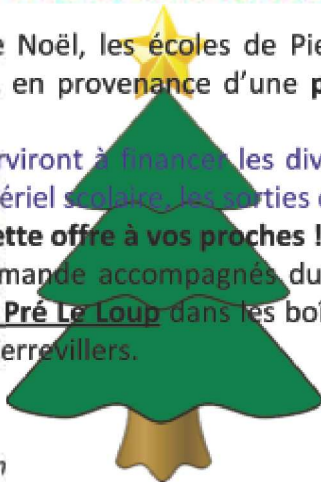 e Noël, les écoles de Pie
en provenance d'une p
rviront à financer les div
ériel scolaire, les sorties
ette offre à vos proches !
mande accompagnés du
Pré Le Loup dans les boî
errevillers.